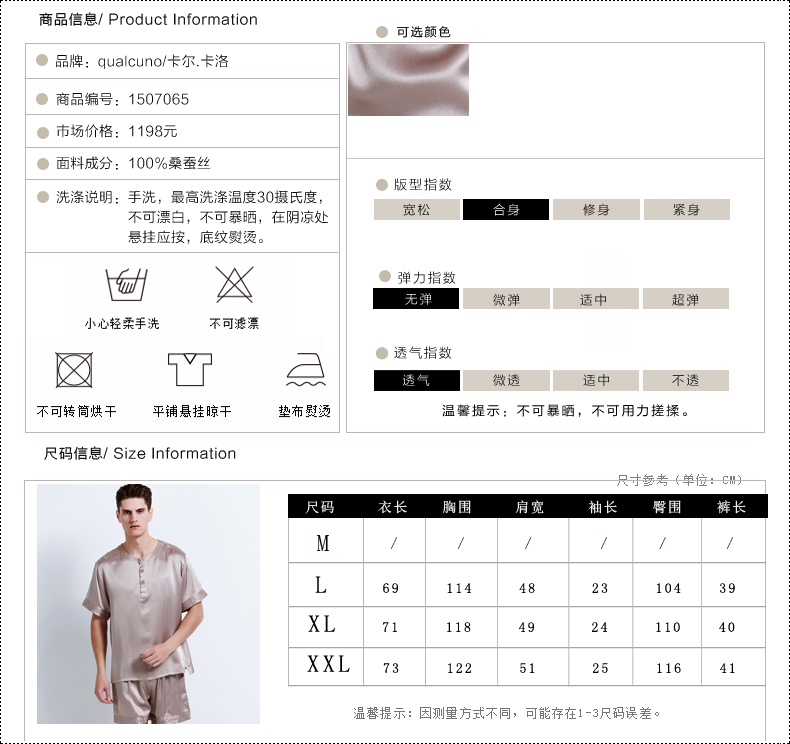 商品信息/ Product Information
品牌：qualcuno/卡尔.卡洛
商品编号：1507065
市场价格：1198元
面料成分：100%桑蚕丝
洗涤说明：手洗，最高洗涤温度30摄氏度，
不可漂白，不可暴晒，在阴凉处
悬挂应按，底纹熨烫。
小心轻柔手洗 不可滤漂
不可转筒烘干 平铺悬挂晾干 垫布熨烫
可选颜色
版型指数
宽松 合身 修身 紧身
弹力指数
无弹 微弹 适中 超弹
透气指数
透气 微透 适中 不透
温馨提示：不可暴晒，不可用力搓揉。
尺码信息/ Size Information
尺寸参考（单位：CM）
尺码 衣长 胸围 肩宽 袖长 臀围 裤长
M / / / / / /
L 69 114 48 23 104 39
XL 71 118 49 24 110 40
XXL 73 122 51 25 116 41
温馨提示：因测量方式不同，可能存在1-3尺码误差。